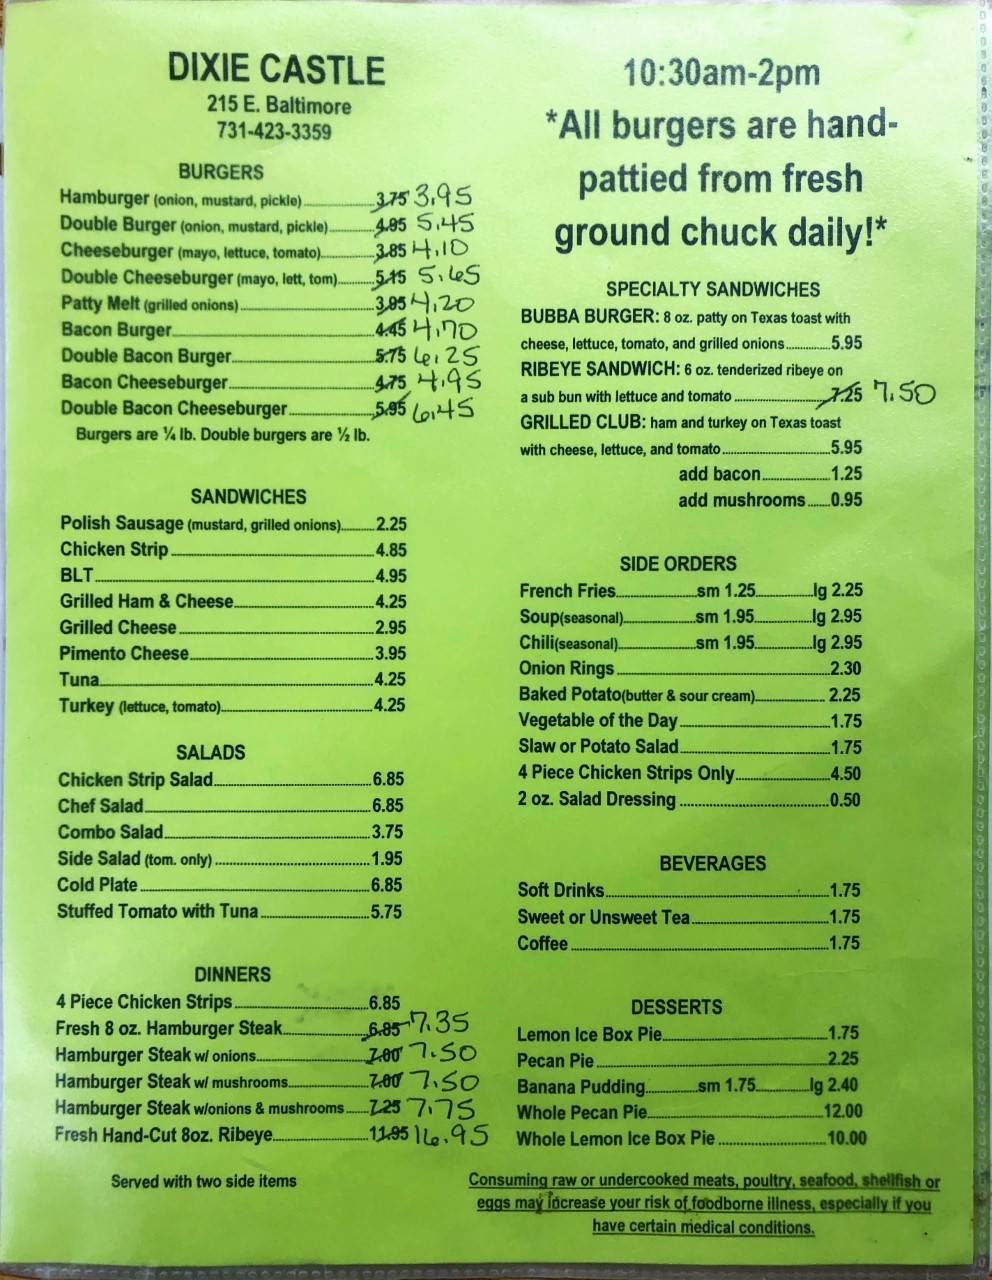 DIXIE CASTLE
215 E. Baltimore
731-423-3359
BURGERS
Hamburger (onion, mustard, pickle) 3.75 3.95
Double Burger (onion, mustard, pickle) 4.95 5.45
Cheeseburger (mayo, lettuce, tomato) 3.85 4.10
Double Cheeseburger (mayo, lett, tom) 5.15 5.65
Patty Melt (grilled onions) 3.95 4.20
Bacon Burger 4.45 4.70
Double Bacon Burger 5.75 6.25
Bacon Cheeseburger 4.75 4.95
Double Bacon Cheeseburger 5.95 6.45
Burgers are ¼ lb. Double burgers are ½ lb.
SANDWICHES
Polish Sausage (mustard, grilled onions) 2.25
Chicken Strip 4.85
BLT 4.95
Grilled Ham & Cheese 4.25
Grilled Cheese 2.95
Pimento Cheese 3.95
Tuna 4.25
Turkey (lettuce, tomato) 4.25
SALADS
Chicken Strip Salad 6.85
Chef Salad 6.85
Combo Salad 3.75
Side Salad (tom. only) 1.95
Cold Plate 6.85
Stuffed Tomato with Tuna 5.75
DINNERS
4 Piece Chicken Strips 6.85
Fresh 8 oz. Hamburger Steak 6.85 7.35
Hamburger Steak w/ onions 7.00 7.50
Hamburger Steak w/ mushrooms 7.00 7.50
Hamburger Steak w/onions & mushrooms 7.25 7.75
Fresh Hand-Cut 8oz. Ribeye 11.95 16.95
Served with two side items
10:30am-2pm
*All burgers are hand-
pattied from fresh
ground chuck daily!*
SPECIALTY SANDWICHES
BUBBA BURGER: 8 oz. patty on Texas toast with
cheese, lettuce, tomato, and grilled onions 5.95
RIBEYE SANDWICH: 6 oz. tenderized ribeye on
a sub bun with lettuce and tomato 7.25 7.50
GRILLED CLUB: ham and turkey on Texas toast
with cheese, lettuce, and tomato 5.95
add bacon 1.25
add mushrooms 0.95
SIDE ORDERS
French Fries sm 1.25 lg 2.25
Soup(seasonal) sm 1.95 lg 2.95
Chili(seasonal) sm 1.95 lg 2.95
Onion Rings 2.30
Baked Potato(butter & sour cream) 2.25
Vegetable of the Day 1.75
Slaw or Potato Salad 1.75
4 Piece Chicken Strips Only 4.50
2 oz. Salad Dressing 0.50
BEVERAGES
Soft Drinks 1.75
Sweet or Unsweet Tea 1.75
Coffee 1.75
DESSERTS
Lemon Ice Box Pie 1.75
Pecan Pie 2.25
Banana Pudding sm 1.75 lg 2.40
Whole Pecan Pie 12.00
Whole Lemon Ice Box Pie 10.00
Consuming raw or undercooked meats, poultry, seafood, shellfish or
eggs may increase your risk of foodborne illness, especially if you
have certain medical conditions.